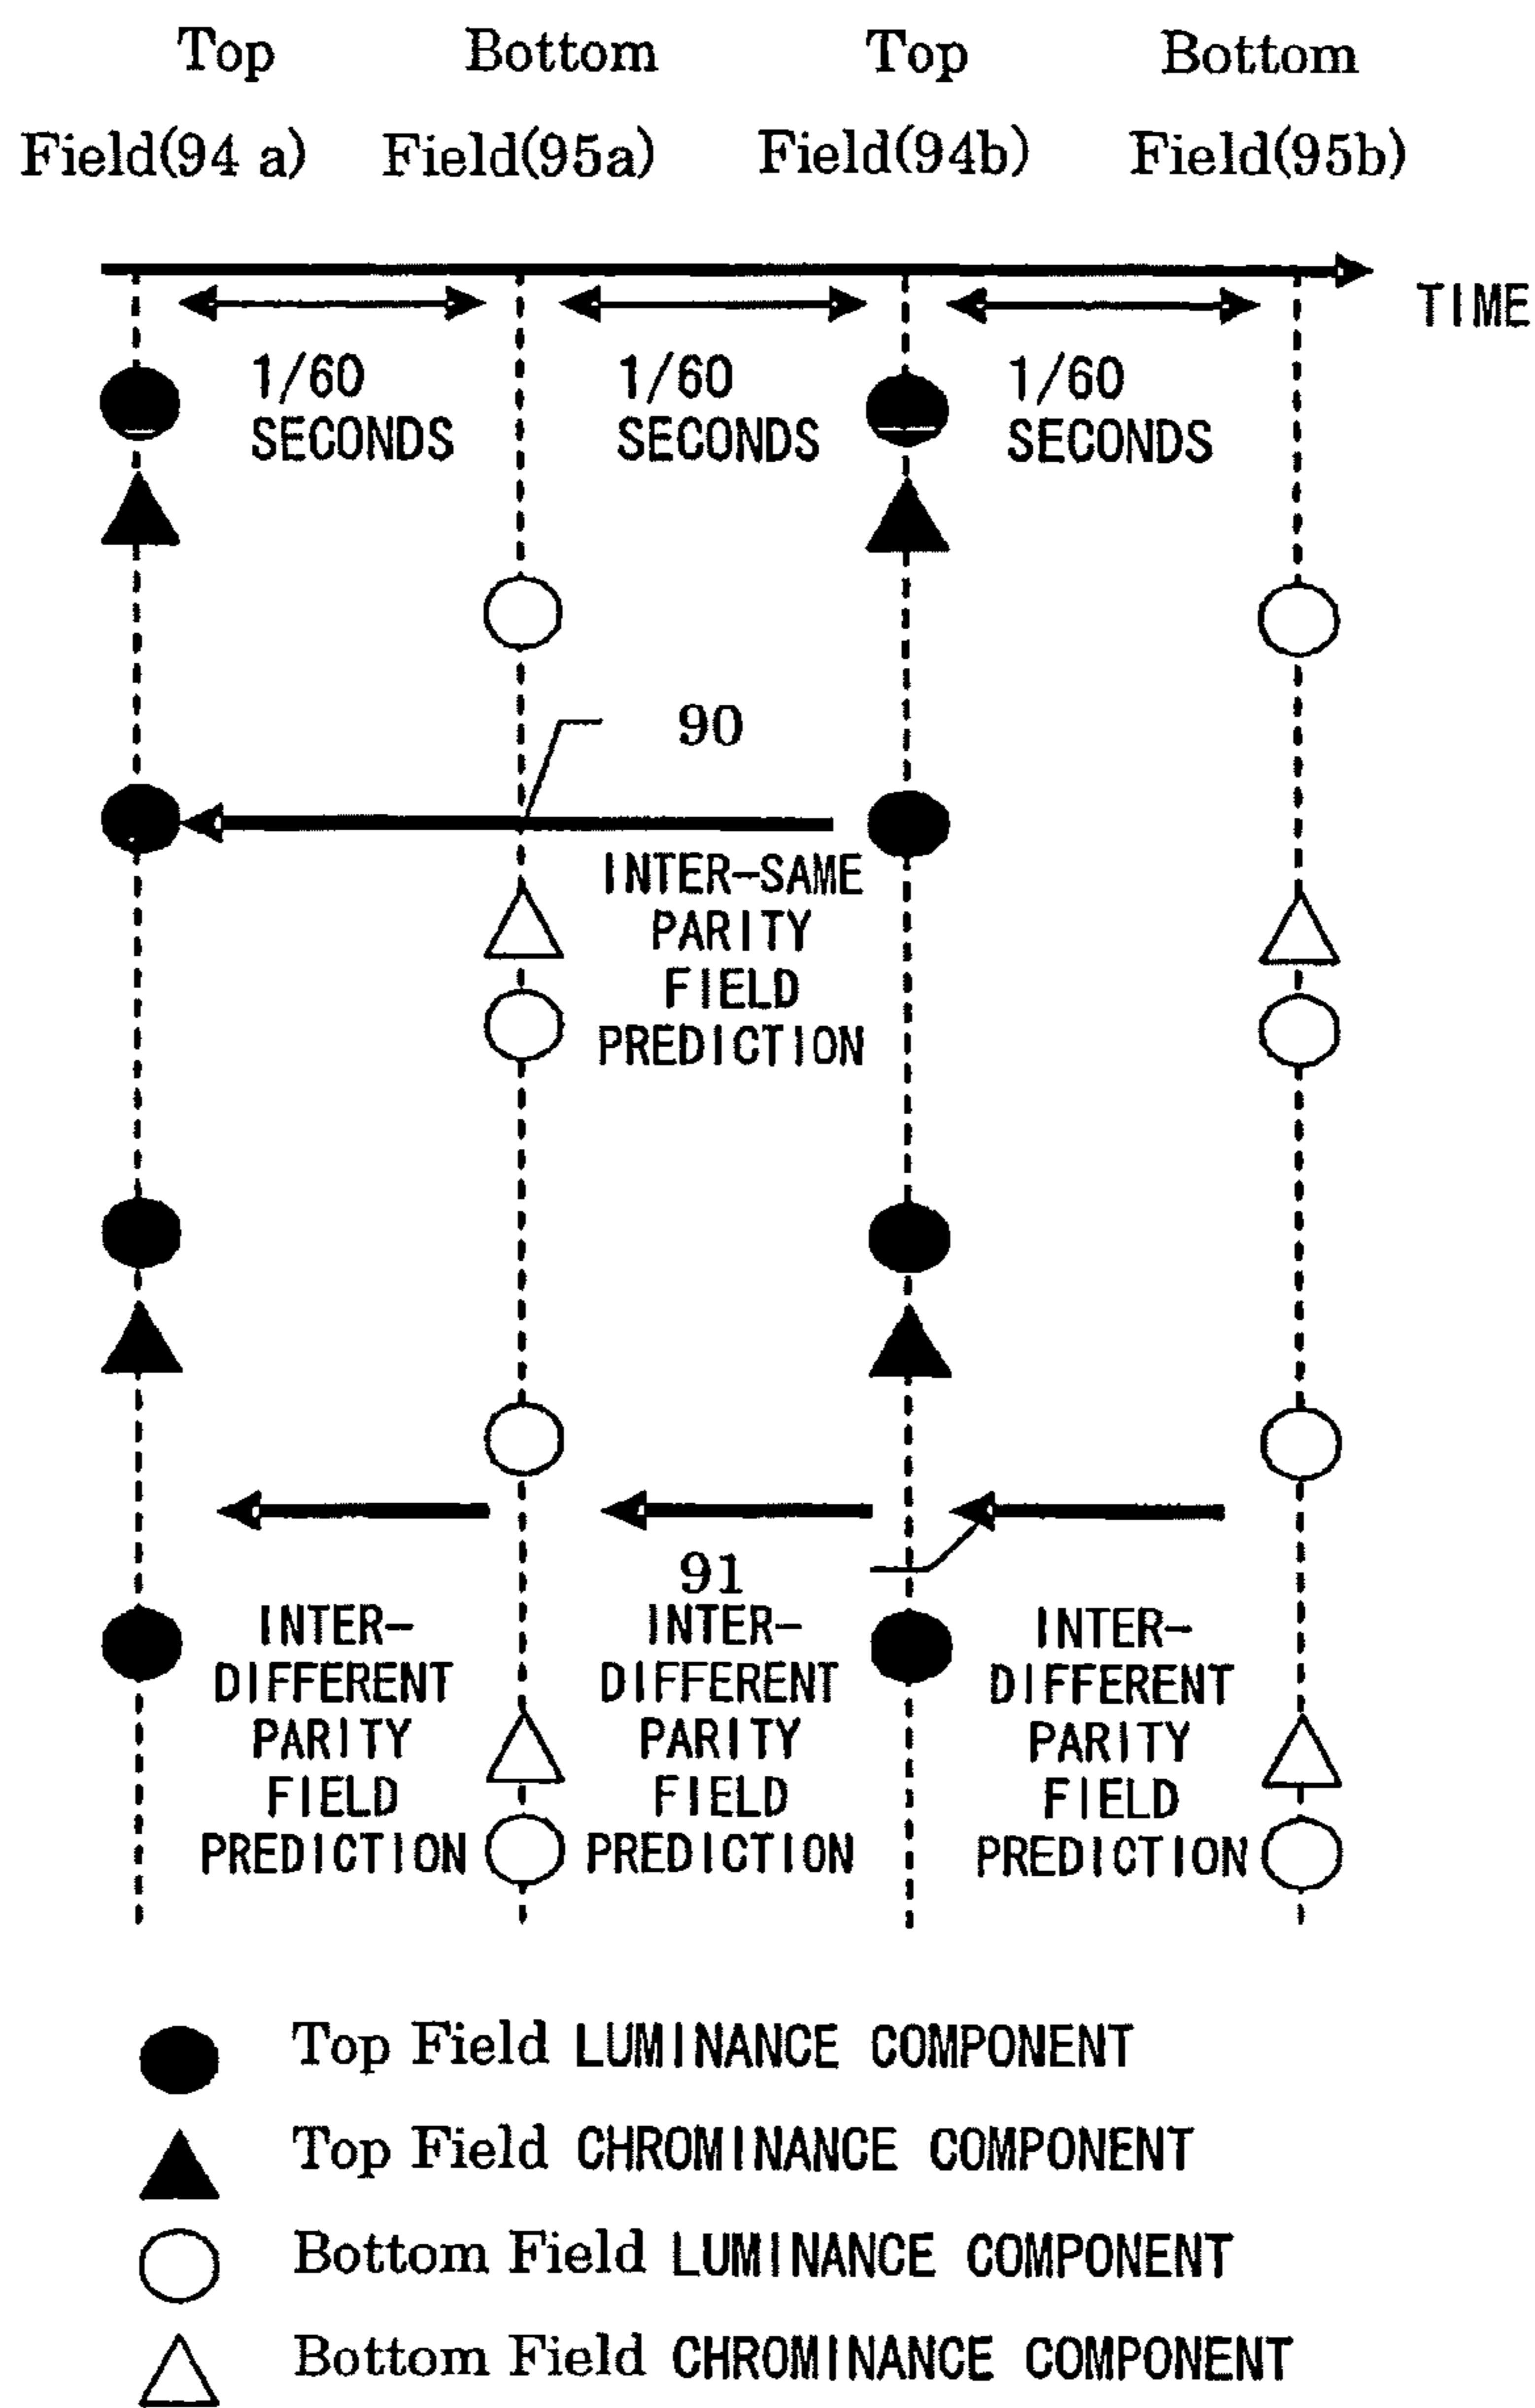 Top Bottom Top Bottom
Field(94 a) Field(95a) Field(94b) Field(95b)
TIME
1/60 1/60 1/60
SECONDS SECONDS SECONDS
90
INTER-SAME
PARITY
FIELD
PREDICTION
91
INTER- INTER- INTER-
DIFFERENT DIFFERENT DIFFERENT
PARITY PARITY PARITY
FIELD FIELD FIELD
PREDICTION PREDICTION PREDICTION
Top Field LUMINANCE COMPONENT
Top Field CHROMINANCE COMPONENT
Bottom Field LUMINANCE COMPONENT
Bottom Field CHROMINANCE COMPONENT